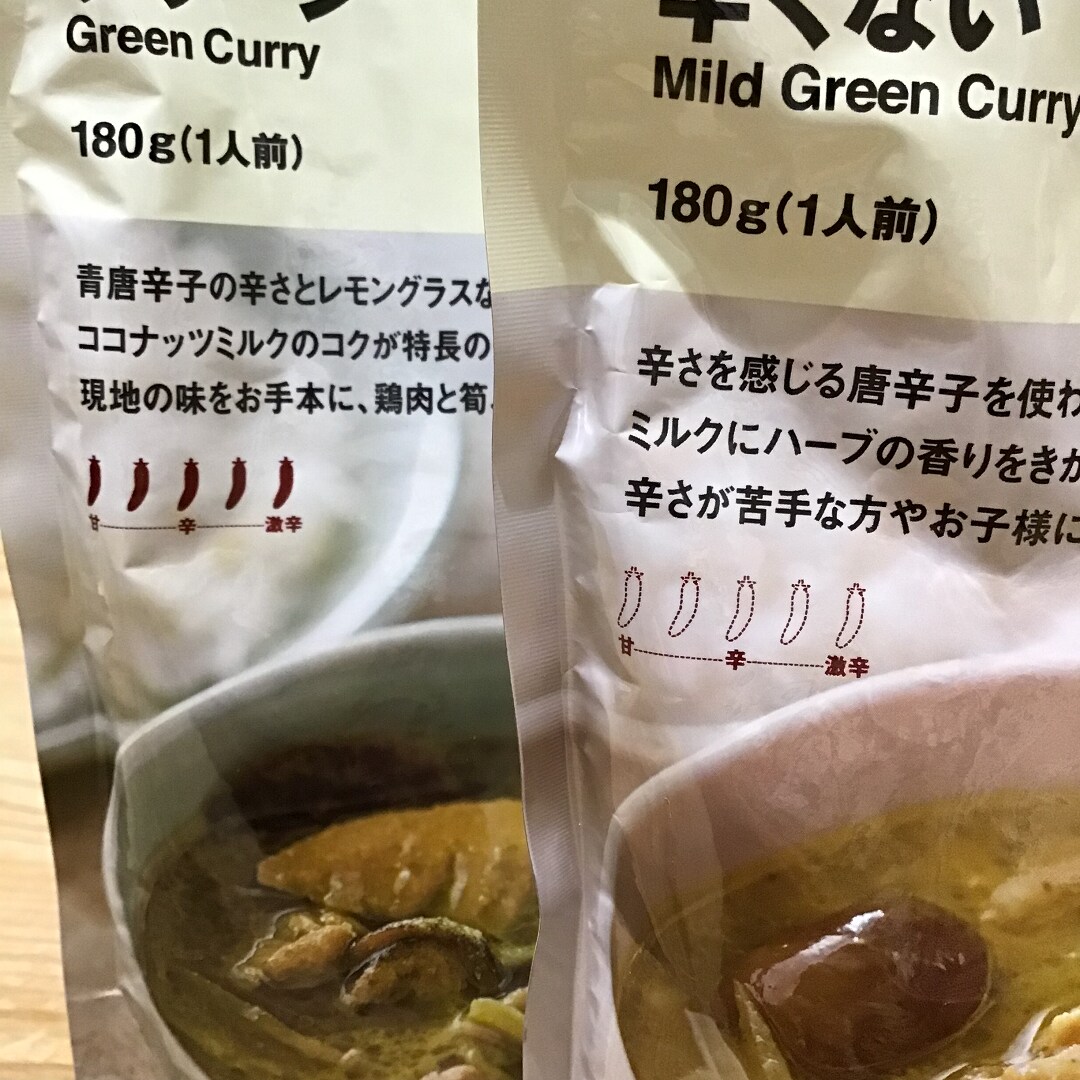 Green Curry
180g(1人前)
青唐辛子の辛さとレモングラスな
ココナッツミルクのコクが特長の
現地の味をお手本に、鶏肉と筍、
甘 辛 激辛
辛くない
Mild Green Curry
180g(1人前)
辛さを感じる唐辛子を使わ
ミルクにハーブの香りをきか
辛さが苦手な方やお子様に
甘 辛 激辛